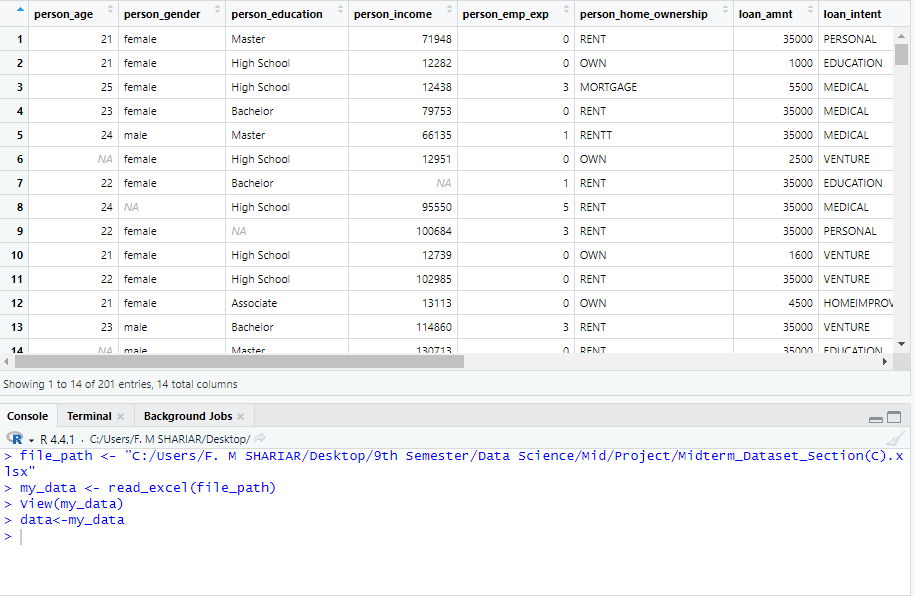 person_age person_gender person_education person_income person_emp_exp person_home_ownership loan_amnt loan_intent
1 21 female Master 71948 0 RENT 35000 PERSONAL
2 21 female High School 12282 0 OWN 1000 EDUCATION
3 25 female High School 12438 3 MORTGAGE 5500 MEDICAL
4 23 female Bachelor 79753 0 RENT 35000 MEDICAL
5 24 male Master 66135 1 RENTT 35000 MEDICAL
6 NA female High School 12951 0 OWN 2500 VENTURE
7 22 female Bachelor NA 1 RENT 35000 EDUCATION
8 24 NA High School 95550 5 RENT 35000 MEDICAL
9 22 female NA 100684 3 RENT 35000 PERSONAL
10 21 female High School 12739 0 OWN 1600 VENTURE
11 22 female High School 102985 0 RENT 35000 VENTURE
12 21 female Associate 13113 0 OWN 4500 HOMEIMPROV
13 23 male Bachelor 114860 3 RENT 35000 VENTURE
14 NA male Master 130713 0 RENT 35000 EDUCATION
Showing 1 to 14 of 201 entries, 14 total columns
Console Terminal × Background Jobs ×
R R 4.4.1 · C:/Users/F. M SHARIAR/Desktop/
> file_path <- "C:/Users/F. M SHARIAR/Desktop/9th Semester/Data Science/Mid/Project/Midterm_Dataset_Section(C).x
lsx"
> my_data <- read_excel(file_path)
> View(my_data)
> data<-my_data
>